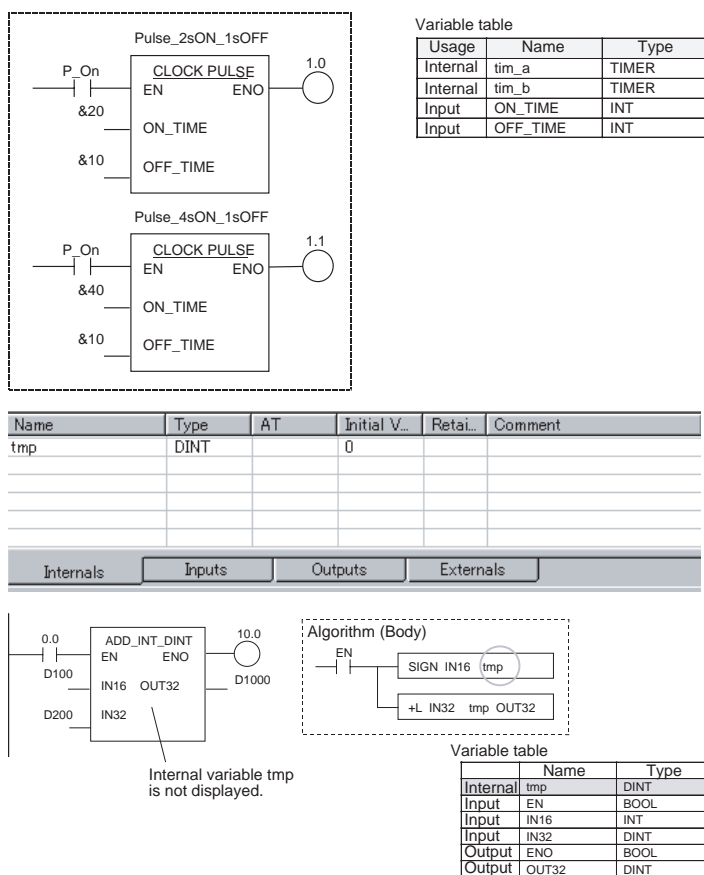 Pulse_2sON_1sOFF
P_On
CLOCK PULSE
1.0
EN ENO
&20
ON_TIME
&10
OFF_TIME
Pulse_4sON_1sOFF
P_On
CLOCK PULSE
1.1
EN ENO
&40
ON_TIME
&10
OFF_TIME
Variable table
Usage Name Type
Internal tim_a TIMER
Internal tim_b TIMER
Input ON_TIME INT
Input OFF_TIME INT
Name Type AT Initial V... Retai... Comment
tmp DINT 0
Internals Inputs Outputs Externals
0.0 ADD_INT_DINT 10.0
EN ENO
D100 IN16 OUT32 D1000
D200 IN32
Internal variable tmp
is not displayed.
Algorithm (Body)
EN
SIGN IN16 tmp
+L IN32 tmp OUT32
Variable table
Name Type
Internal tmp DINT
Input EN BOOL
Input IN16 INT
Input IN32 DINT
Output ENO BOOL
Output OUT32 DINT